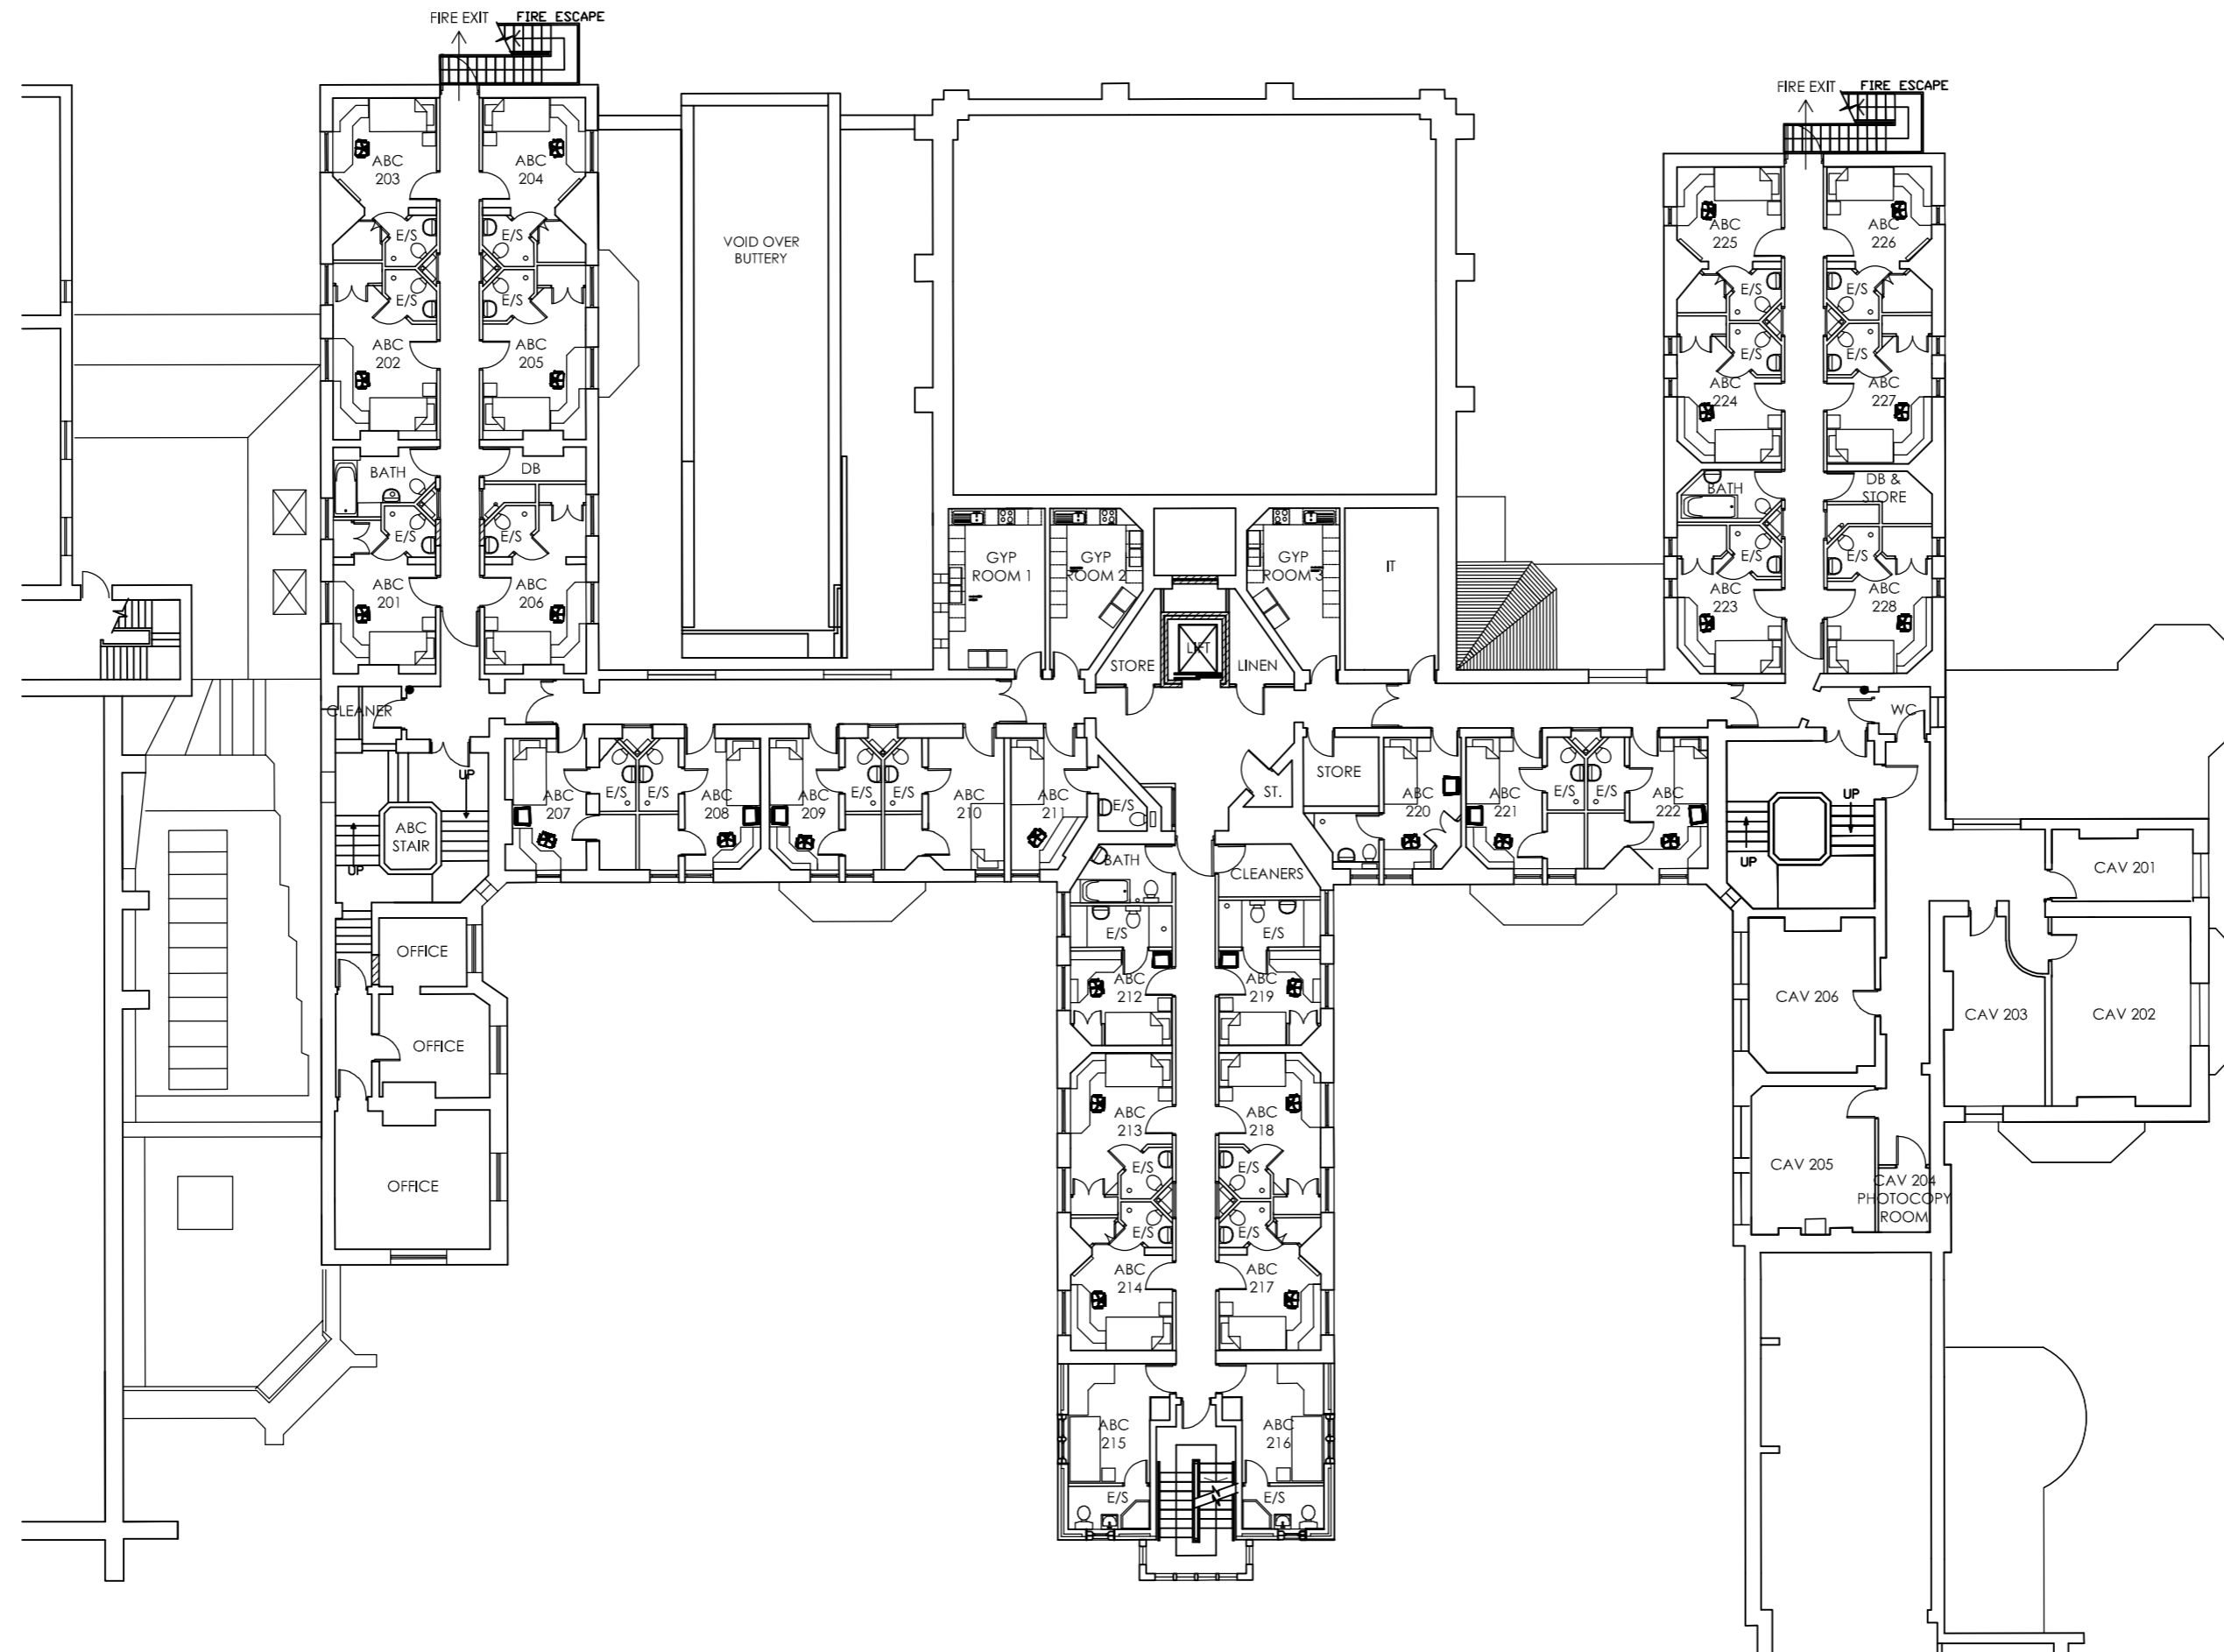 FIRE EXIT
FIRE ESCAPE
FIRE EXIT
FIRE ESCAPE
ABC
203
ABC
204
E/S
E/S
E/S
E/S
ABC
202
ABC
205
BATH
DB
E/S
E/S
ABC
201
ABC
206
VOID OVER
BUTTERY
GYP
ROOM 1
GYP
ROOM 2
GYP
ROOM 3
IT
STORE
LIFT
LINEN
ABC
225
ABC
226
E/S
E/S
E/S
E/S
ABC
224
ABC
227
BATH
DB &
STORE
E/S
E/S
ABC
223
ABC
228
CLEANER
WC
UP
ABC
STAIR
UP
ABC
207
E/S
E/S
ABC
208
ABC
209
E/S
E/S
ABC
210
ABC
211
E/S
ST.
STORE
ABC
220
ABC
221
E/S
E/S
ABC
222
UP
UP
BATH
CLEANERS
E/S
E/S
ABC
212
ABC
219
ABC
213
ABC
218
E/S
E/S
E/S
E/S
ABC
214
ABC
217
ABC
215
ABC
216
E/S
E/S
OFFICE
OFFICE
OFFICE
CAV 201
CAV 206
CAV 203
CAV 202
CAV 205
CAV 204
PHOTOCOPY
ROOM